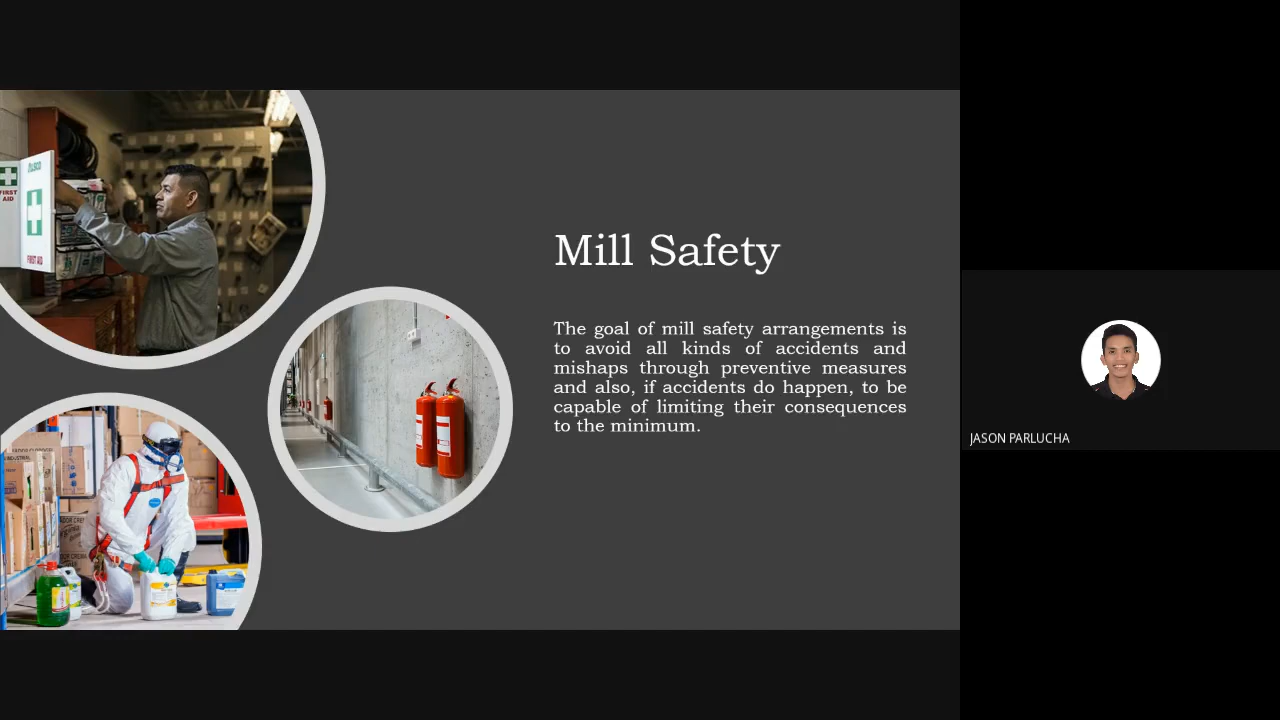 Mill Safety
The goal of mill safety arrangements is
to avoid all kinds of accidents and
mishaps through preventive measures
and also, if accidents do happen, to be
capable of limiting their consequences
to the minimum.
JASON PARLUCHA
FIRST
AID
FIRST AID